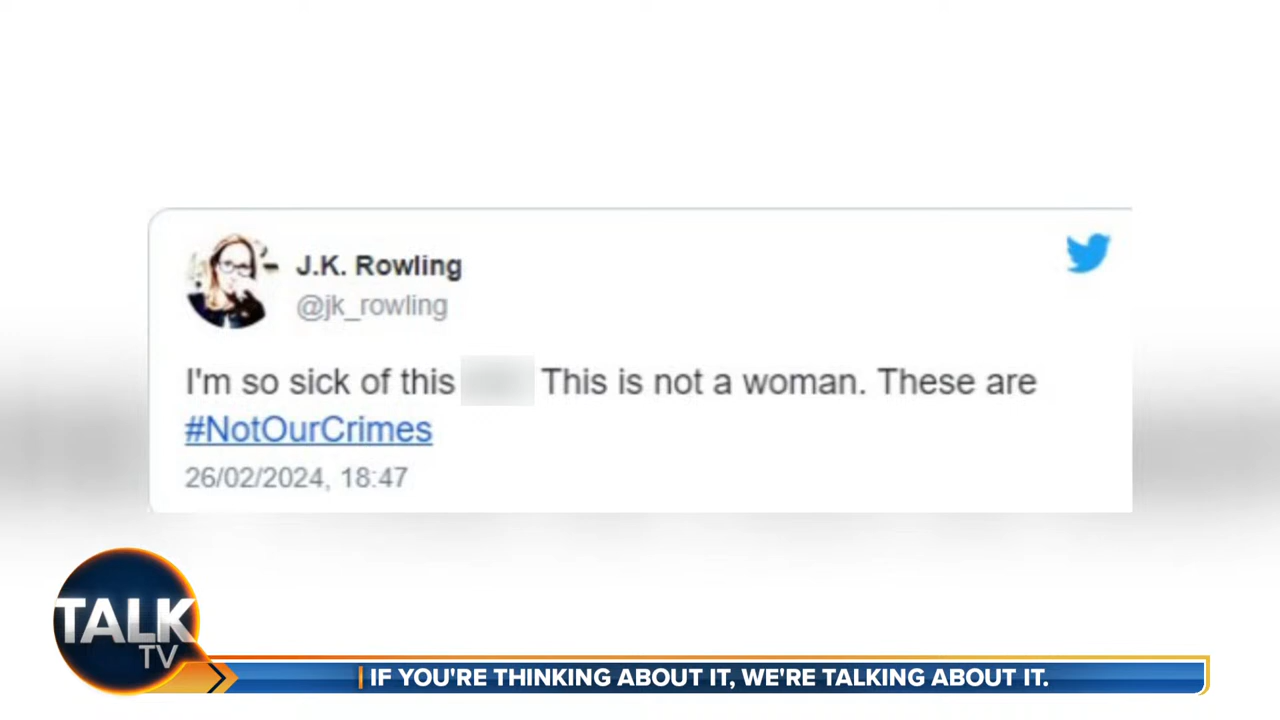 J.K. Rowling
@jk_rowling
I'm so sick of this This is not a woman. These are
#NotOurCrimes
26/02/2024, 18:47
TALK
TV
IF YOU'RE THINKING ABOUT IT, WE'RE TALKING ABOUT IT.